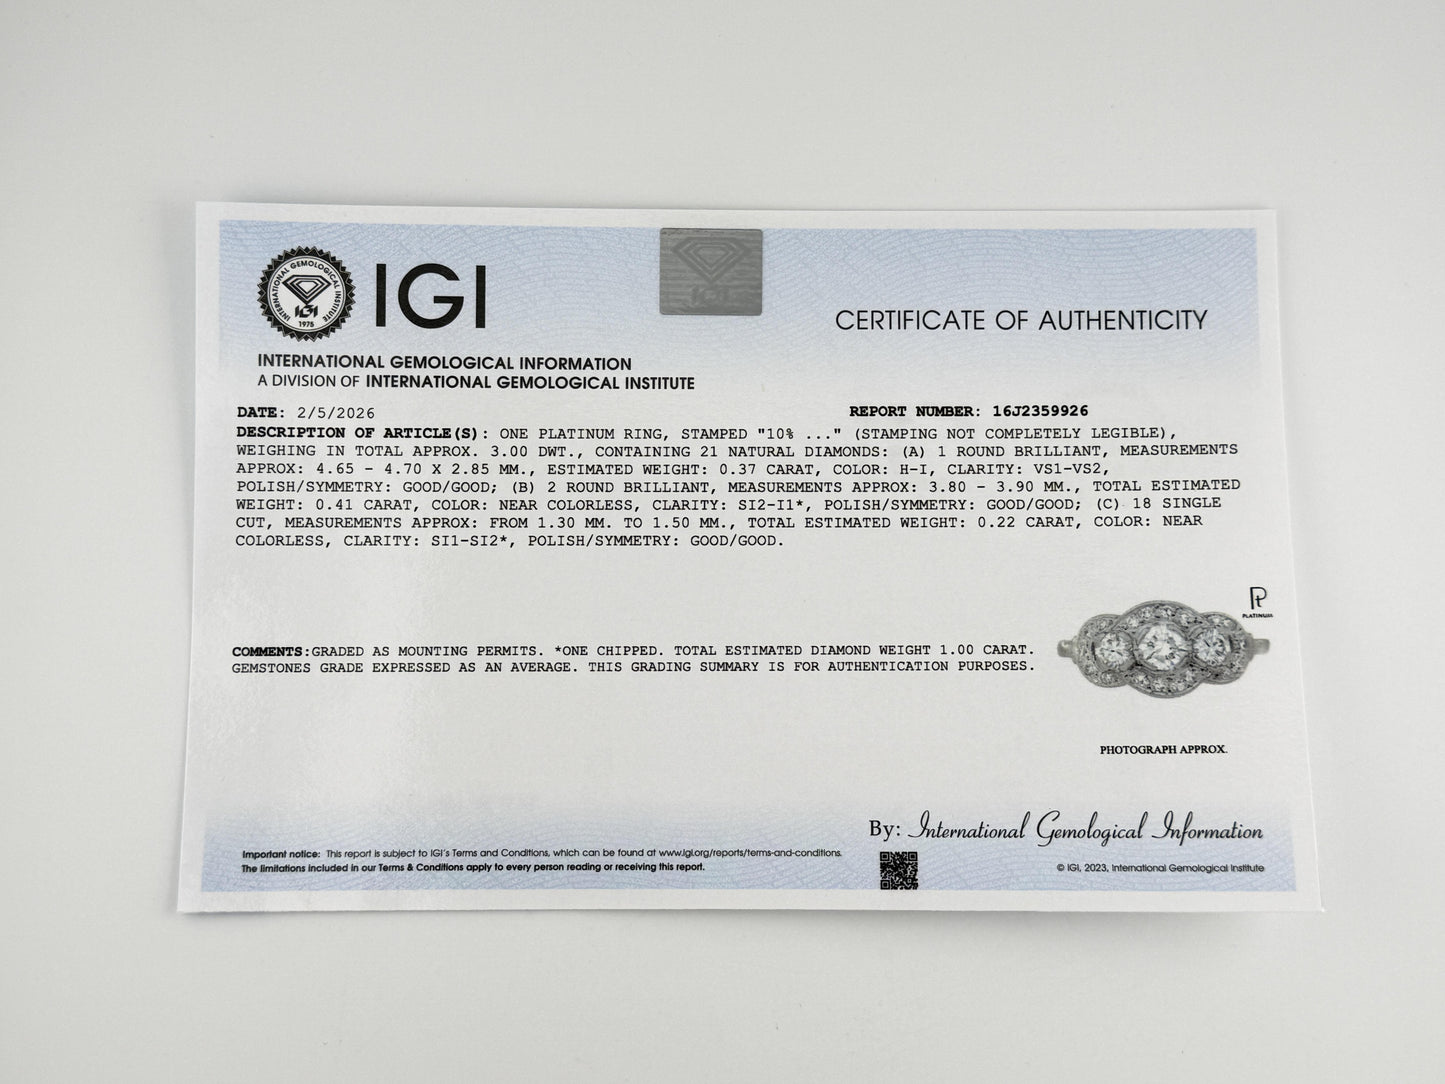 INTERNATIONAL GEMOLOGICAL INSTITUTE
IGI
1975
IGI
CERTIFICATE OF AUTHENTICITY
INTERNATIONAL GEMOLOGICAL INFORMATION
A DIVISION OF INTERNATIONAL GEMOLOGICAL INSTITUTE
DATE: 2/5/2026
REPORT NUMBER: 16J2359926
DESCRIPTION OF ARTICLE(S): ONE PLATINUM RING, STAMPED "10% ..." (STAMPING NOT COMPLETELY LEGIBLE),
WEIGHING IN TOTAL APPROX. 3.00 DWT., CONTAINING 21 NATURAL DIAMONDS: (A) 1 ROUND BRILLIANT, MEASUREMENTS
APPROX: 4.65 - 4.70 X 2.85 MM., ESTIMATED WEIGHT: 0.37 CARAT, COLOR: H-I, CLARITY: VS1-VS2,
POLISH/SYMMETRY: GOOD/GOOD; (B) 2 ROUND BRILLIANT, MEASUREMENTS APPROX: 3.80 - 3.90 MM., TOTAL ESTIMATED
WEIGHT: 0.41 CARAT, COLOR: NEAR COLORLESS, CLARITY: SI2-I1*, POLISH/SYMMETRY: GOOD/GOOD; (C) 18 SINGLE
CUT, MEASUREMENTS APPROX: FROM 1.30 MM. TO 1.50 MM., TOTAL ESTIMATED WEIGHT: 0.22 CARAT, COLOR: NEAR
COLORLESS, CLARITY: SI1-SI2*, POLISH/SYMMETRY: GOOD/GOOD.
Pt
PLATINUM
COMMENTS:GRADED AS MOUNTING PERMITS. *ONE CHIPPED. TOTAL ESTIMATED DIAMOND WEIGHT 1.00 CARAT.
GEMSTONES GRADE EXPRESSED AS AN AVERAGE. THIS GRADING SUMMARY IS FOR AUTHENTICATION PURPOSES.
PHOTOGRAPH APPROX.
By: International Gemological Information
Important notice: This report is subject to IGI's Terms and Conditions, which can be found at www.igi.org/reports/terms-and-conditions.
The limitations included in our Terms & Conditions apply to every person reading or receiving this report.
© IGI, 2023, International Gemological Institute